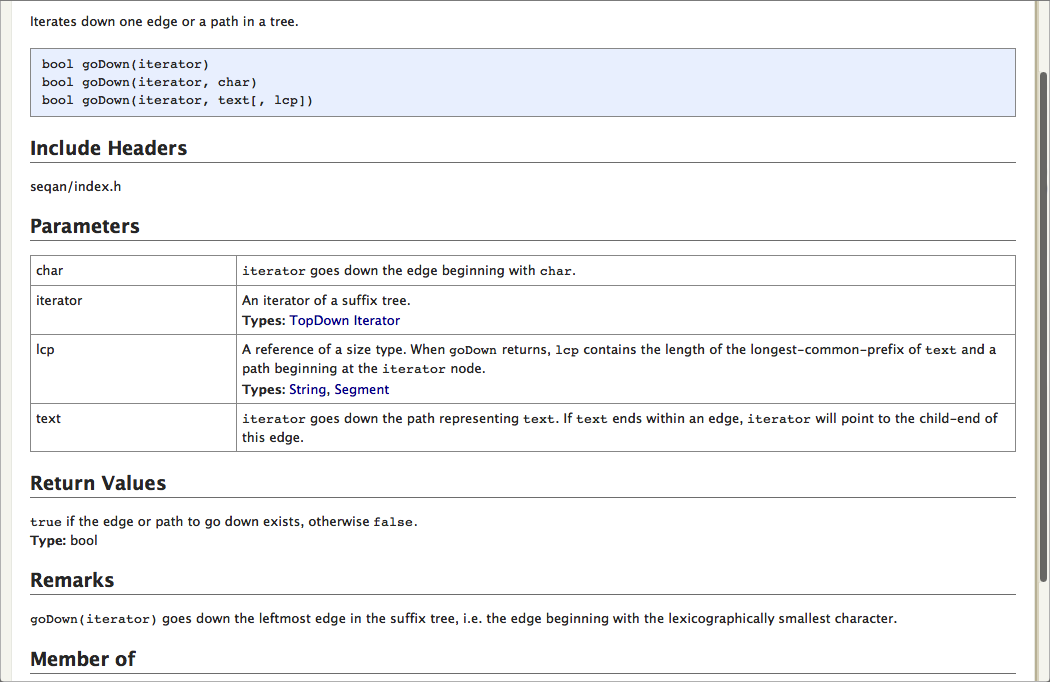 Iterates down one edge or a path in a tree.
bool goDown(iterator)
bool goDown(iterator, char)
bool goDown(iterator, text[, lcp])
Include Headers
seqan/index.h
Parameters
char
iterator goes down the edge beginning with char.
iterator
An iterator of a suffix tree.
Types: TopDown Iterator
lcp
A reference of a size type. When goDown returns, lcp contains the length of the longest-common-prefix of text and a
path beginning at the iterator node.
Types: String, Segment
text
iterator goes down the path representing text. If text ends within an edge, iterator will point to the child-end of
this edge.
Return Values
true if the edge or path to go down exists, otherwise false.
Type: bool
Remarks
goDown(iterator) goes down the leftmost edge in the suffix tree, i.e. the edge beginning with the lexicographically smallest character.
Member of